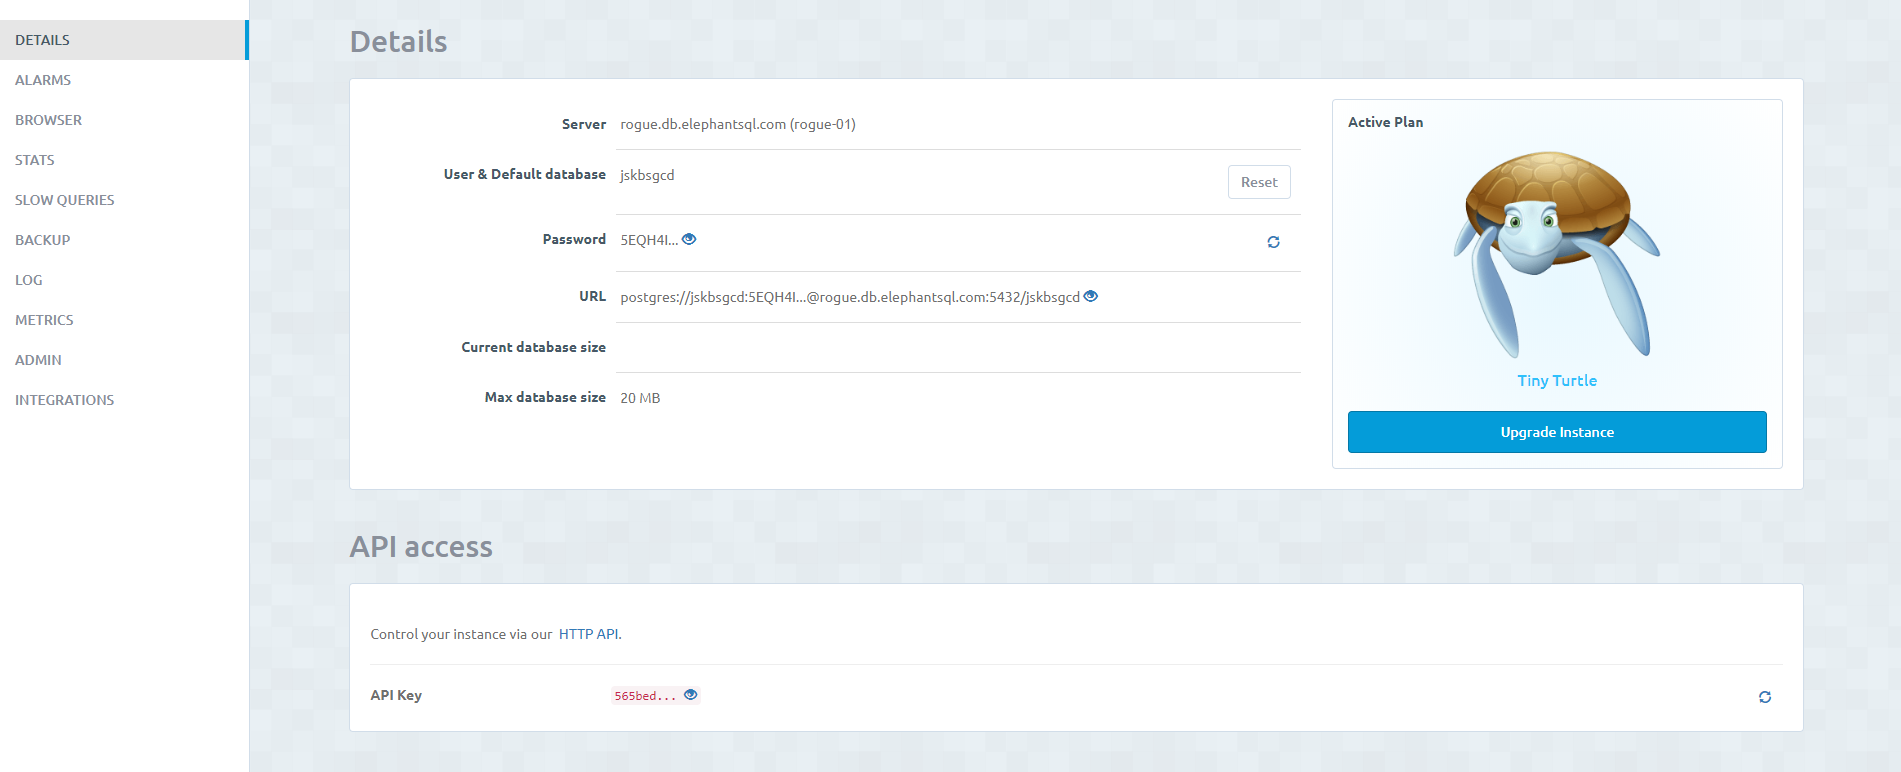 DETAILS
ALARMS
BROWSER
STATS
SLOW QUERIES
BACKUP
LOG
METRICS
ADMIN
INTEGRATIONS
Details
Server rogue.db.elephantsql.com (rogue-01)
User & Default database jskbsgcd Reset
Password 5EQH4I...
URL postgres://jskbsgcd:5EQH4I...@rogue.db.elephantsql.com:5432/jskbsgcd
Current database size
Max database size 20 MB
Active Plan
Tiny Turtle
Upgrade Instance
API access
Control your instance via our HTTP API.
API Key 565bed...